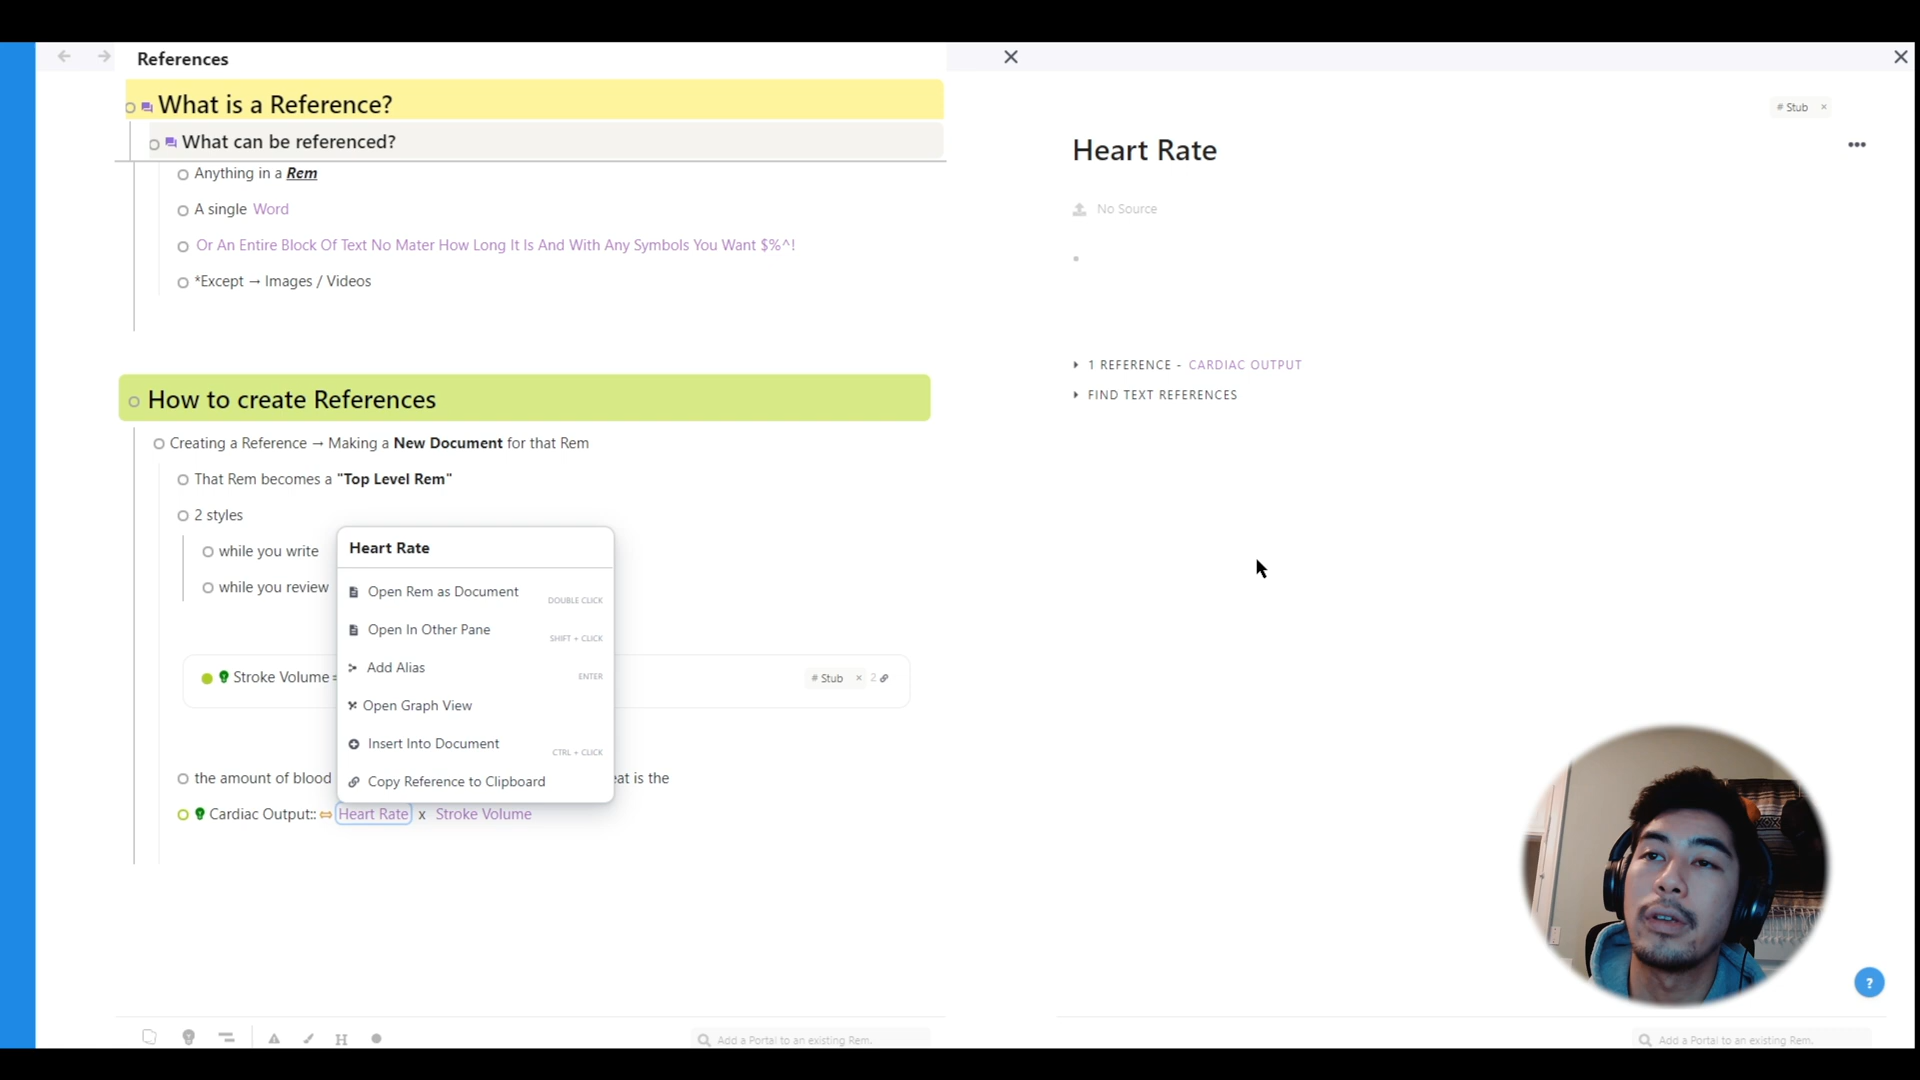 References
What is a Reference?
What can be referenced?
Anything in a Rem
A single Word
Or An Entire Block Of Text No Mater How Long It Is And With Any Symbols You Want $%^!
*Except → Images / Videos
How to create References
Creating a Reference → Making a New Document for that Rem
That Rem becomes a "Top Level Rem"
2 styles
while you write
while you review
Heart Rate
Open Rem as Document
DOUBLE CLICK
Open In Other Pane
SHIFT + CLICK
Add Alias
ENTER
Open Graph View
Insert Into Document
CTRL + CLICK
Copy Reference to Clipboard
Stroke Volume=
# Stub × 2
the amount of blood
eat is the
Cardiac Output:: ⇔ Heart Rate x Stroke Volume
Add a Portal to an existing Rem.
# Stub ×
Heart Rate
•••
No Source
1 REFERENCE - CARDIAC OUTPUT
FIND TEXT REFERENCES
?
Add a Portal to an existing Rem.